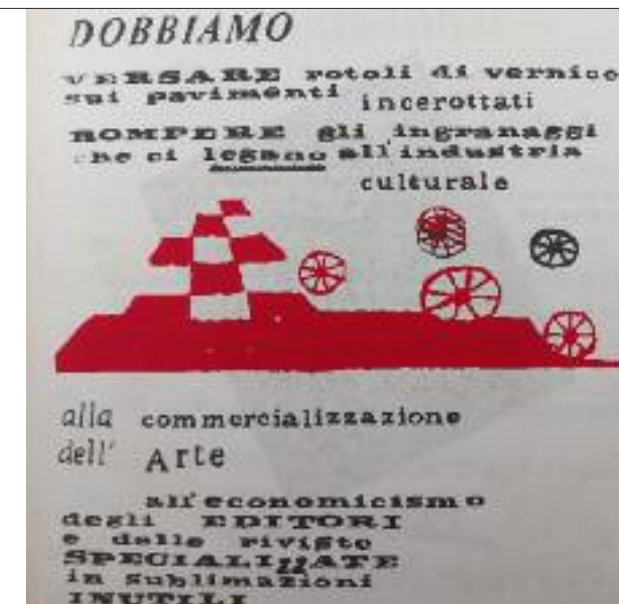 DOBBIAMO
VERSARE rotoli di vernice
sui pavimenti incerottati
ROMPERE gli ingranaggi
che ci legano all'industria
culturale
alla commercializzazione
dell' Arte
all'economicismo
degli EDITORI
e delle riviste
SPECIALIzzATE
in sublimazioni
INUTILI